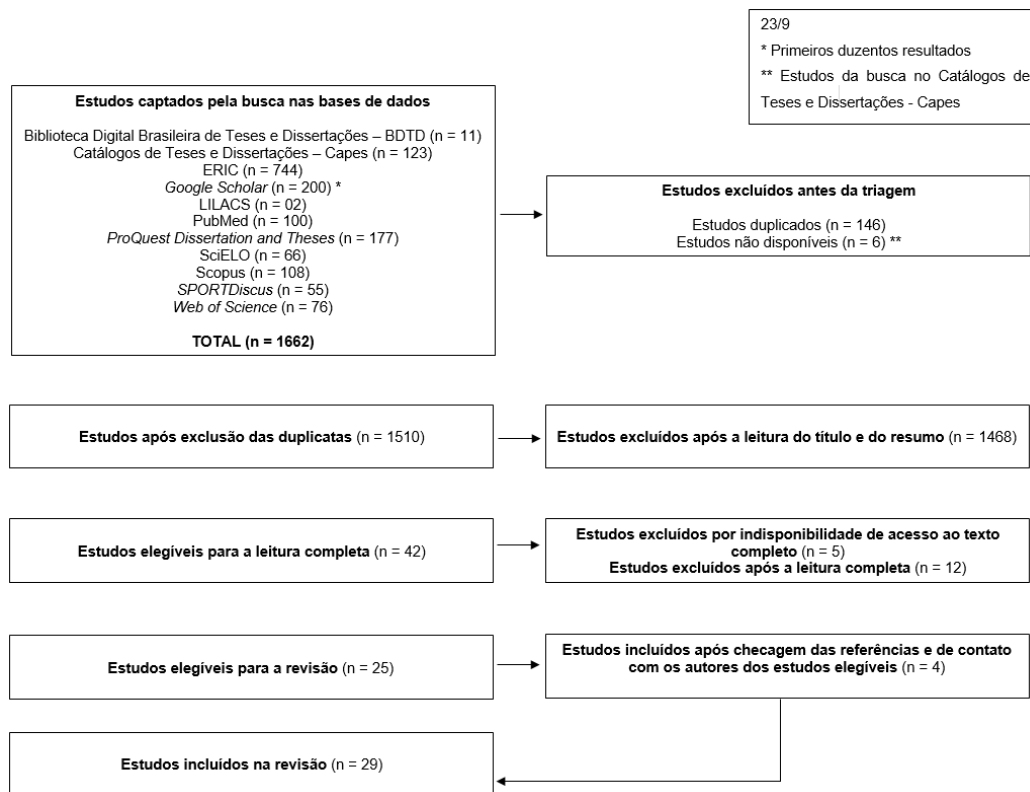 23/9
* Primeiros duzentos resultados
** Estudos da busca no Catálogos de
Teses e Dissertações - Capes
Estudos captados pela busca nas bases de dados
Biblioteca Digital Brasileira de Teses e Dissertações – BDTD (n = 11)
Catálogos de Teses e Dissertações – Capes (n = 123)
ERIC (n = 744)
Google Scholar (n = 200) *
LILACS (n = 02)
PubMed (n = 100)
ProQuest Dissertation and Theses (n = 177)
SciELO (n = 66)
Scopus (n = 108)
SPORTDiscus (n = 55)
Web of Science (n = 76)
TOTAL (n = 1662)
Estudos excluídos antes da triagem
Estudos duplicados (n = 146)
Estudos não disponíveis (n = 6) **
Estudos após exclusão das duplicatas (n = 1510)
Estudos excluídos após a leitura do título e do resumo (n = 1468)
Estudos elegíveis para a leitura completa (n = 42)
Estudos excluídos por indisponibilidade de acesso ao texto
completo (n = 5)
Estudos excluídos após a leitura completa (n = 12)
Estudos elegíveis para a revisão (n = 25)
Estudos incluídos após checagem das referências e de contato
com os autores dos estudos elegíveis (n = 4)
Estudos incluídos na revisão (n = 29)